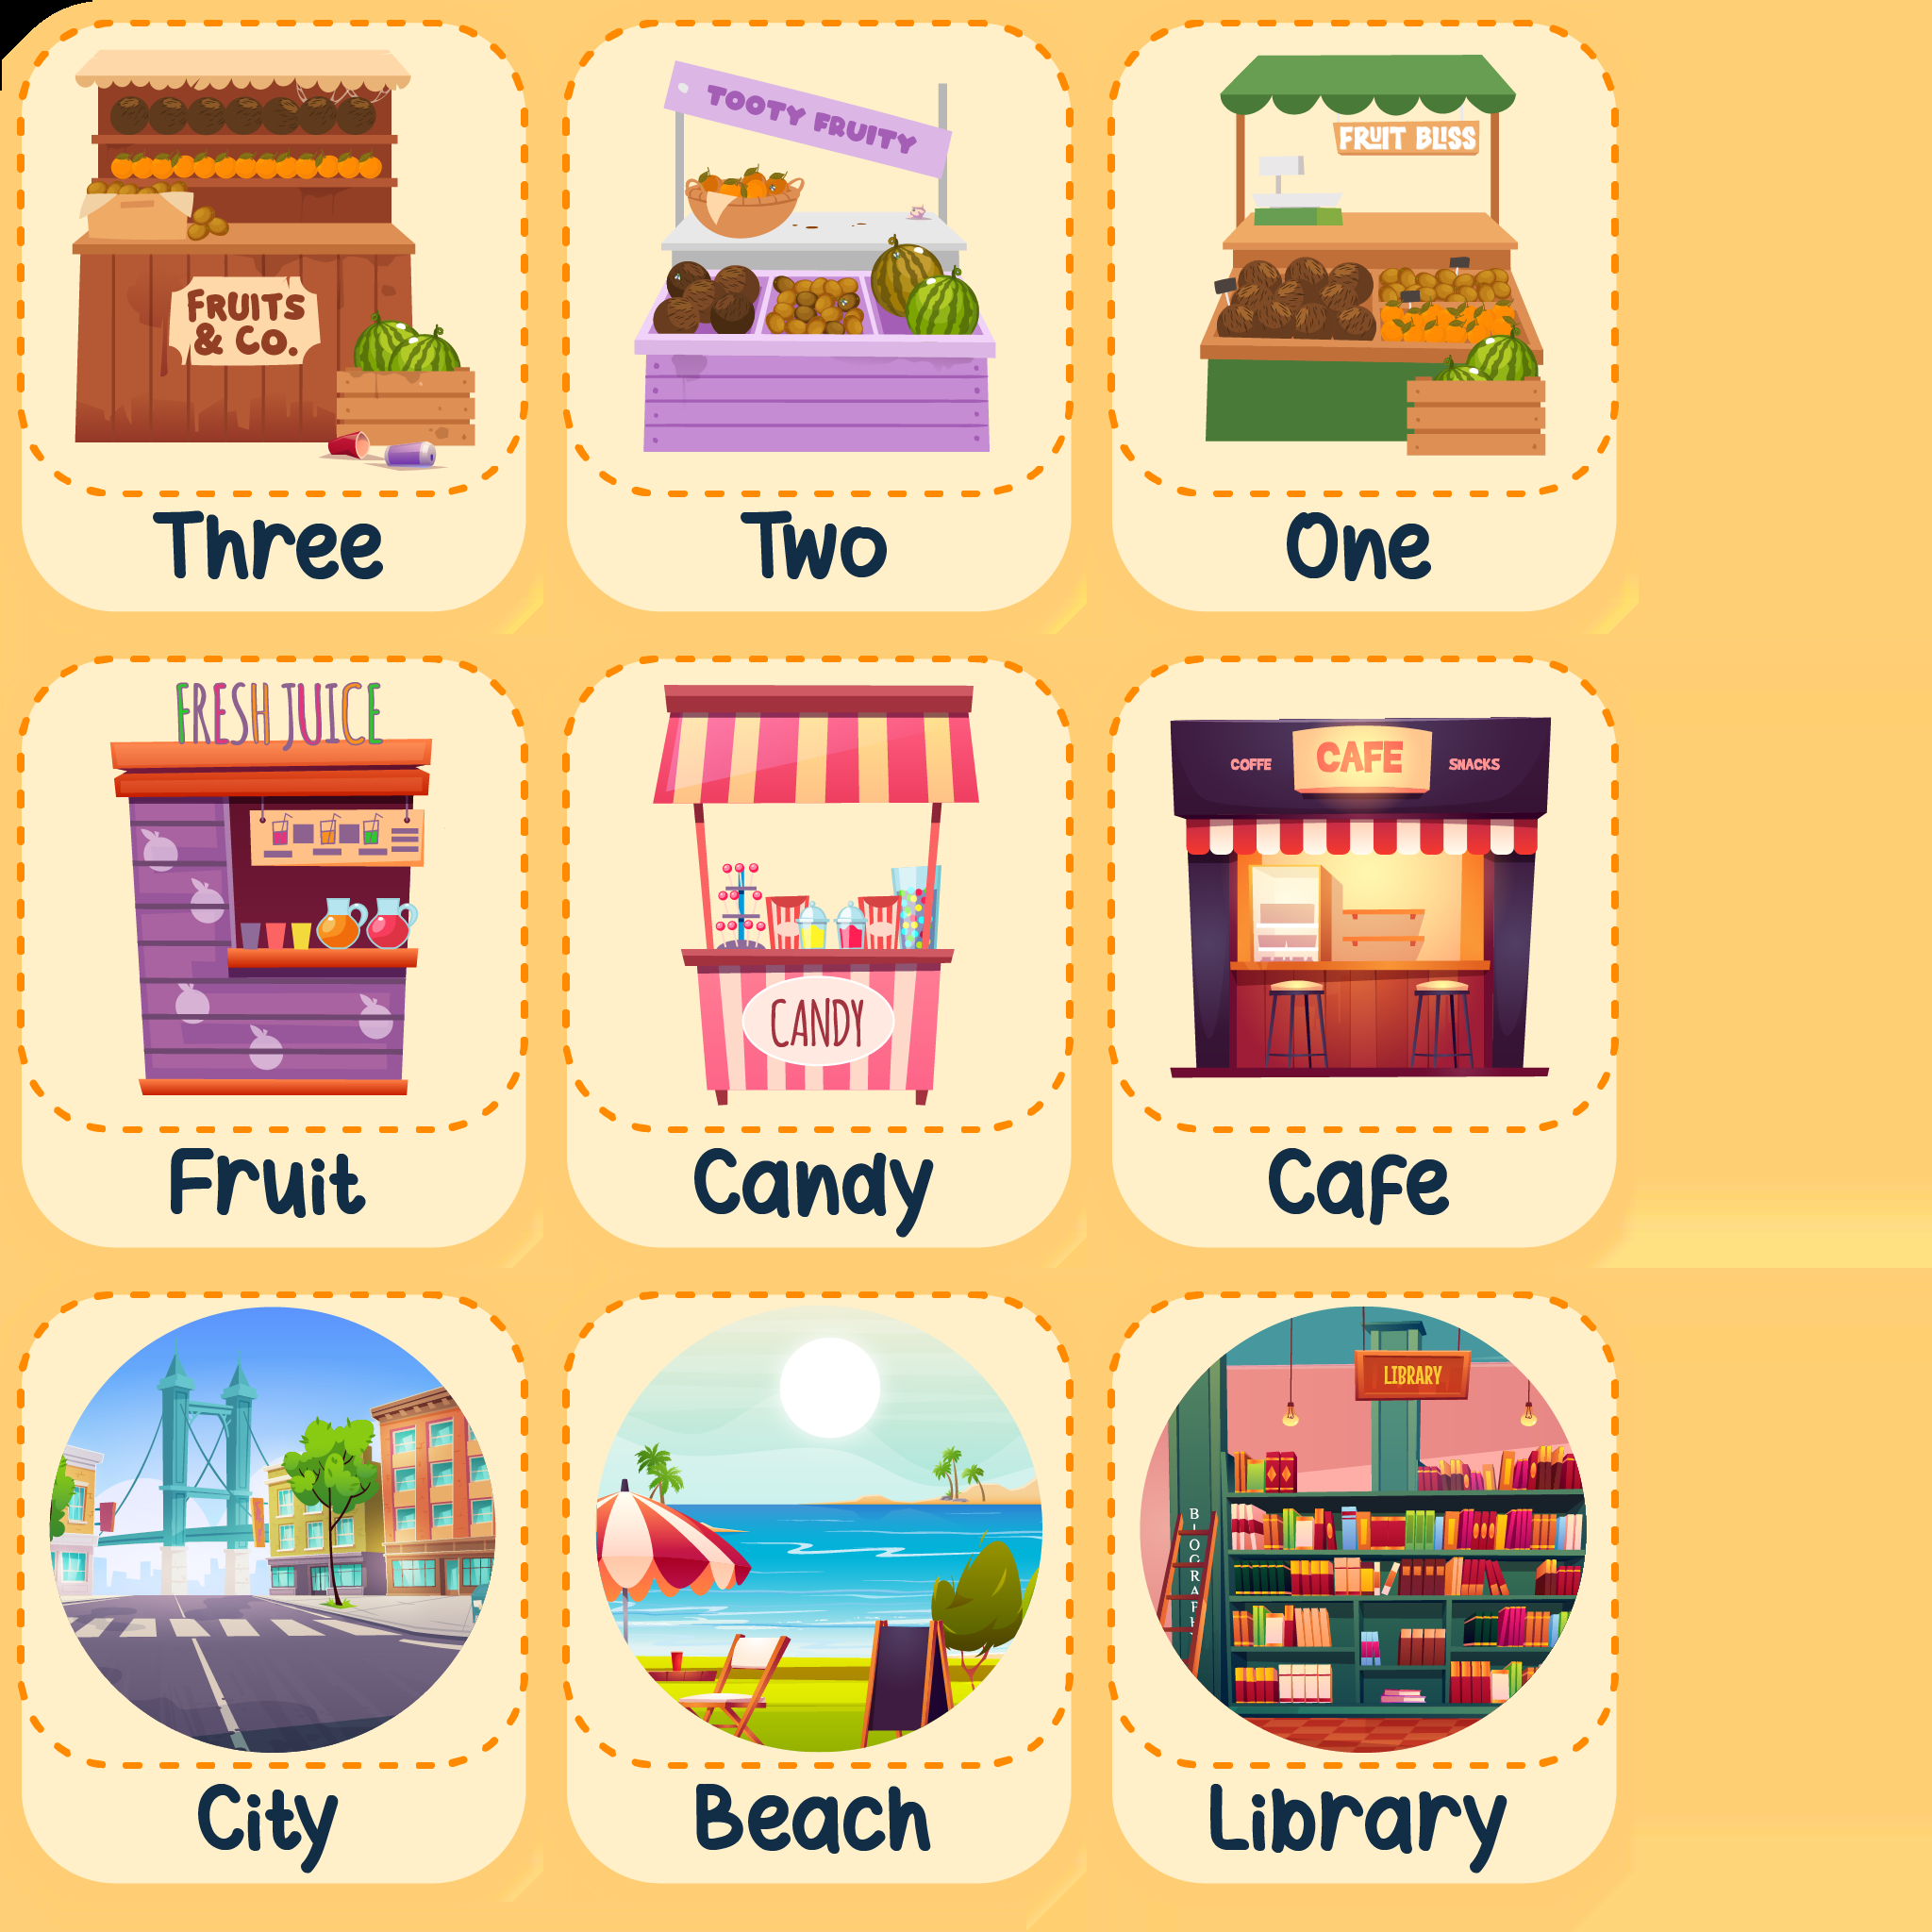 FRUITS
& CO.
Three
TOOTY FRUITY
Two
FRUIT BLISS
One
FRESH JUICE
Fruit
CANDY
Candy
COFFE
CAFE
SNACKS
Cafe
City
Beach
LIBRARY
Library